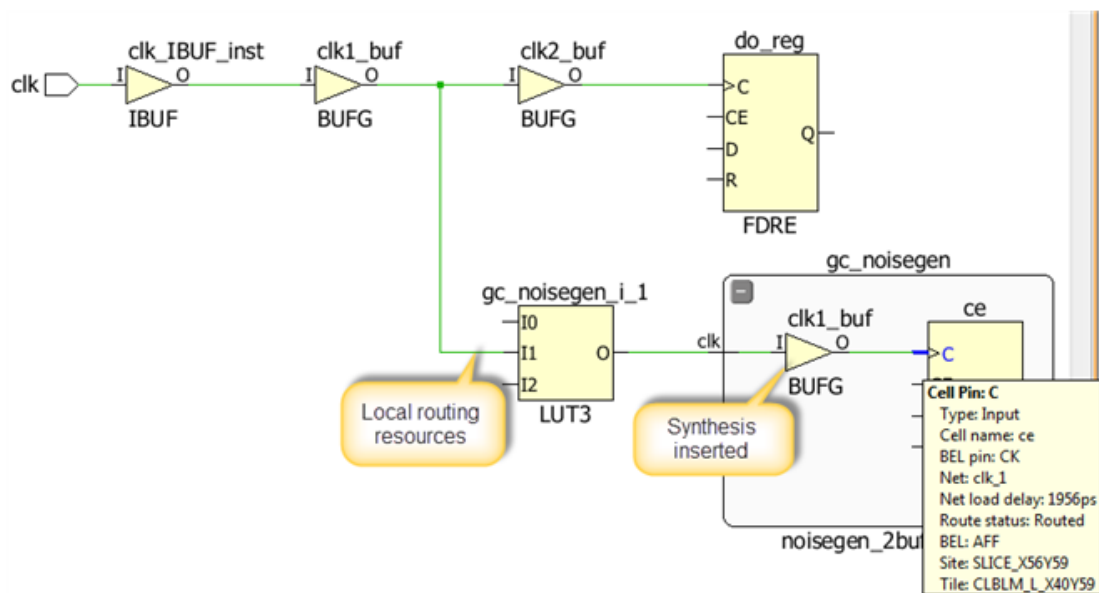 do_reg
clk_IBUF_inst
clk1_buf
clk2_buf
clk
I
O
I
O
I
O
C
IBUF
BUFG
BUFG
CE
Q
D
R
FDRE
gc_noisegen
gc_noisegen_i_1
I0
clk1_buf
ce
I1
O
clk
I
O
C
I2
BUFG
LUT3
Local routing
resources
Synthesis
inserted
Cell Pin: C
Type: Input
Cell name: ce
BEL pin: CK
Net: clk_1
Net load delay: 1956ps
Route status: Routed
BEL: AFF
Site: SLICE_X56Y59
Tile: CLBLM_L_X40Y59